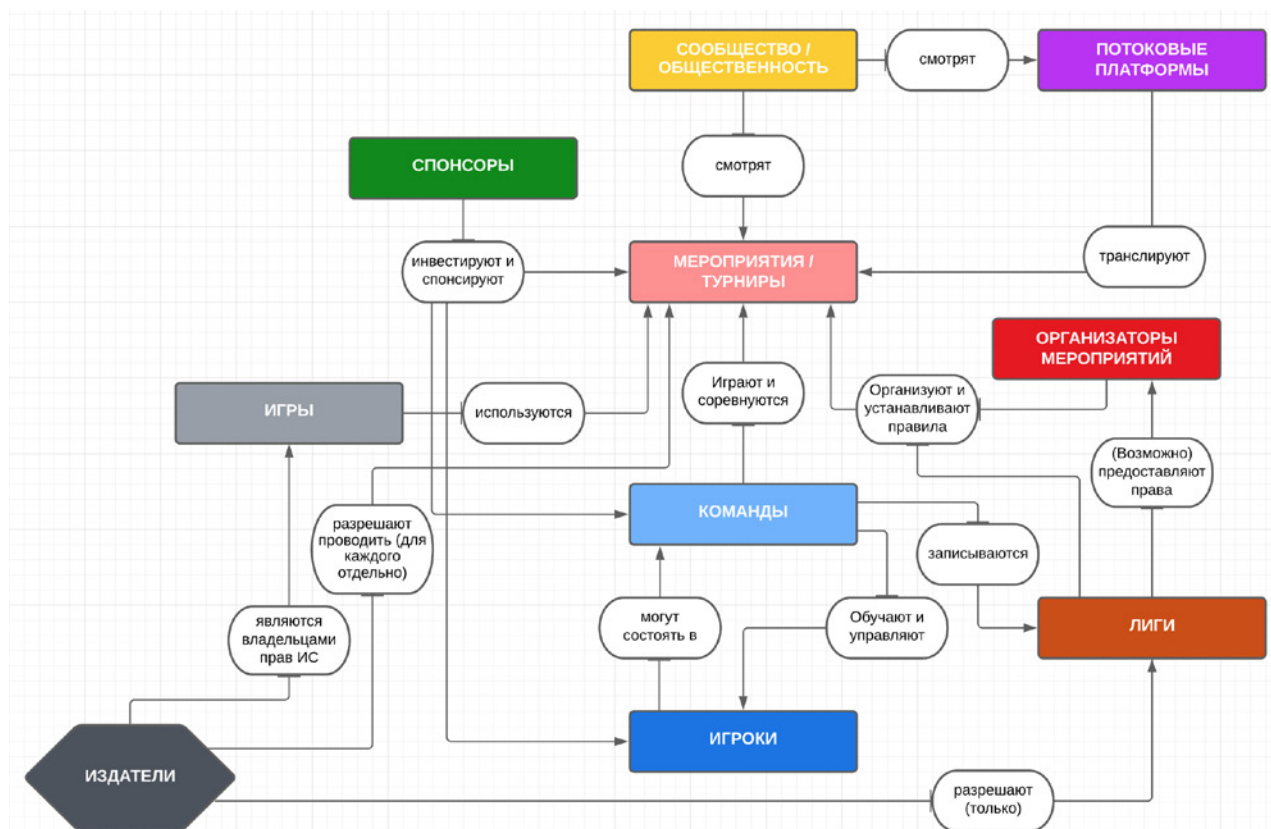 СООБЩЕСТВО /
ОБЩЕСТВЕННОСТЬ
смотрят
ПОТОКОВЫЕ
ПЛАТФОРМЫ
СПОНСОРЫ
смотрят
инвестируют и
спонсируют
МЕРОПРИЯТИЯ /
ТУРНИРЫ
транслируют
ОРГАНИЗАТОРЫ
МЕРОПРИЯТИЙ
ИГРЫ
используются
Играют и
соревнуются
Организуют и
устанавливают
правила
(Возможно)
предоставляют
права
разрешают
проводить (для
каждого
отдельно)
КОМАНДЫ
записываются
являются
владельцами
прав ИС
могут
состоять в
Обучают и
управляют
ЛИГИ
ИГРОКИ
ИЗДАТЕЛИ
разрешают
(только)